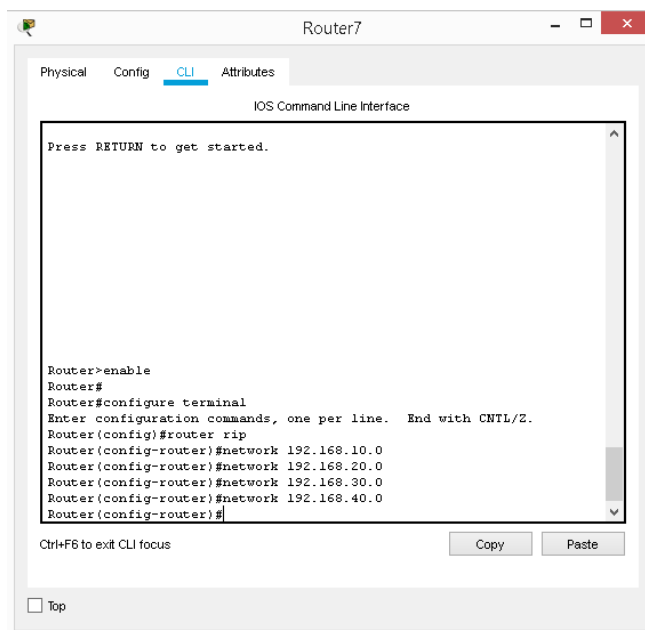 Router7
Physical Config CLI Attributes
IOS Command Line Interface
Press RETURN to get started.
Router>enable
Router#
Router#configure terminal
Enter configuration commands, one per line.  End with CNTL/Z.
Router(config)#router rip
Router(config-router)#network 192.168.10.0
Router(config-router)#network 192.168.20.0
Router(config-router)#network 192.168.30.0
Router(config-router)#network 192.168.40.0
Router(config-router)#
Ctrl+F6 to exit CLI focus
Copy Paste
Top